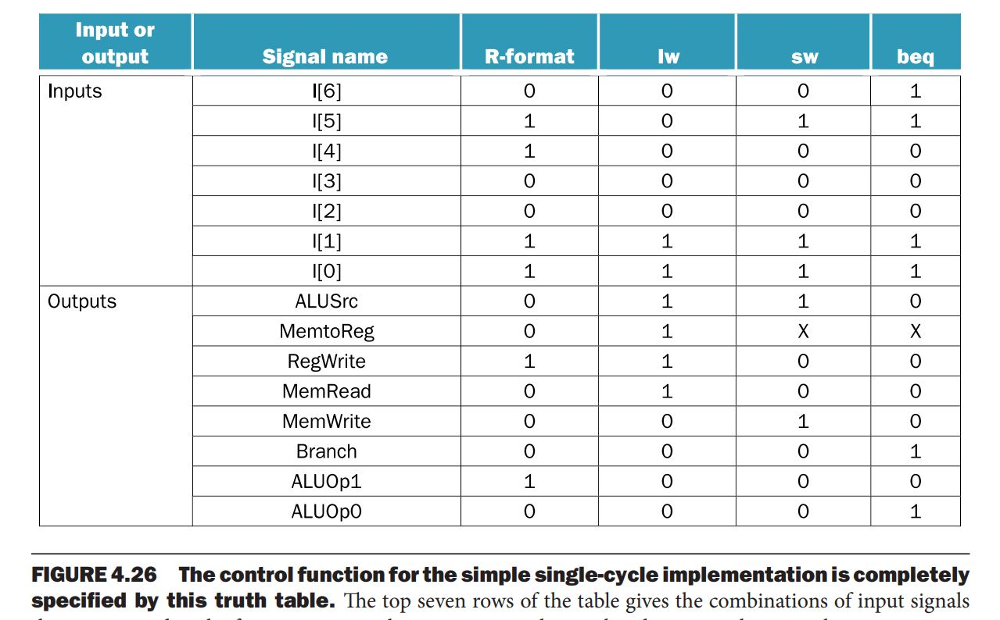 Input or output Signal name R-format lw sw beq
Inputs I[6] 0 0 0 1
I[5] 1 0 1 1
I[4] 1 0 0 0
I[3] 0 0 0 0
I[2] 0 0 0 0
I[1] 1 1 1 1
I[0] 1 1 1 1
Outputs ALUSrc 0 1 1 0
MemtoReg 0 1 X X
RegWrite 1 1 0 0
MemRead 0 1 0 0
MemWrite 0 0 1 0
Branch 0 0 0 1
ALUOp1 1 0 0 0
ALUOp0 0 0 0 1
FIGURE 4.26 The control function for the simple single-cycle implementation is completely
specified by this truth table. The top seven rows of the table gives the combinations of input signals